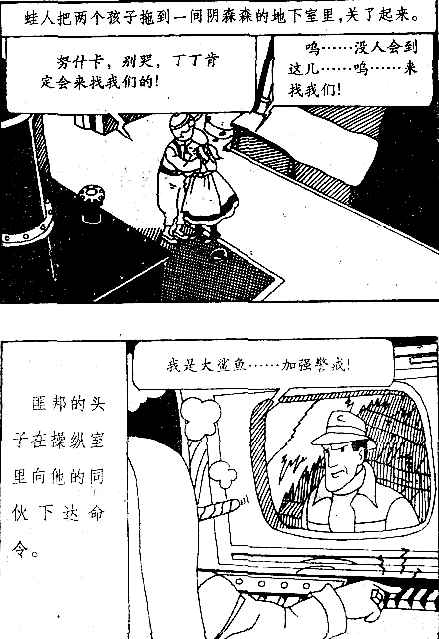 蛙人把两个孩子拖到一间阴森森的地下室里,关了起来。
努什卡,别哭,丁丁肯
定会来找我们的!
呜……没人会到
这儿……呜……来
找我们!
我是大鲨鱼……加强警戒!
匪邦的头
子在操纵室
里向他的同
伙下达命
令。